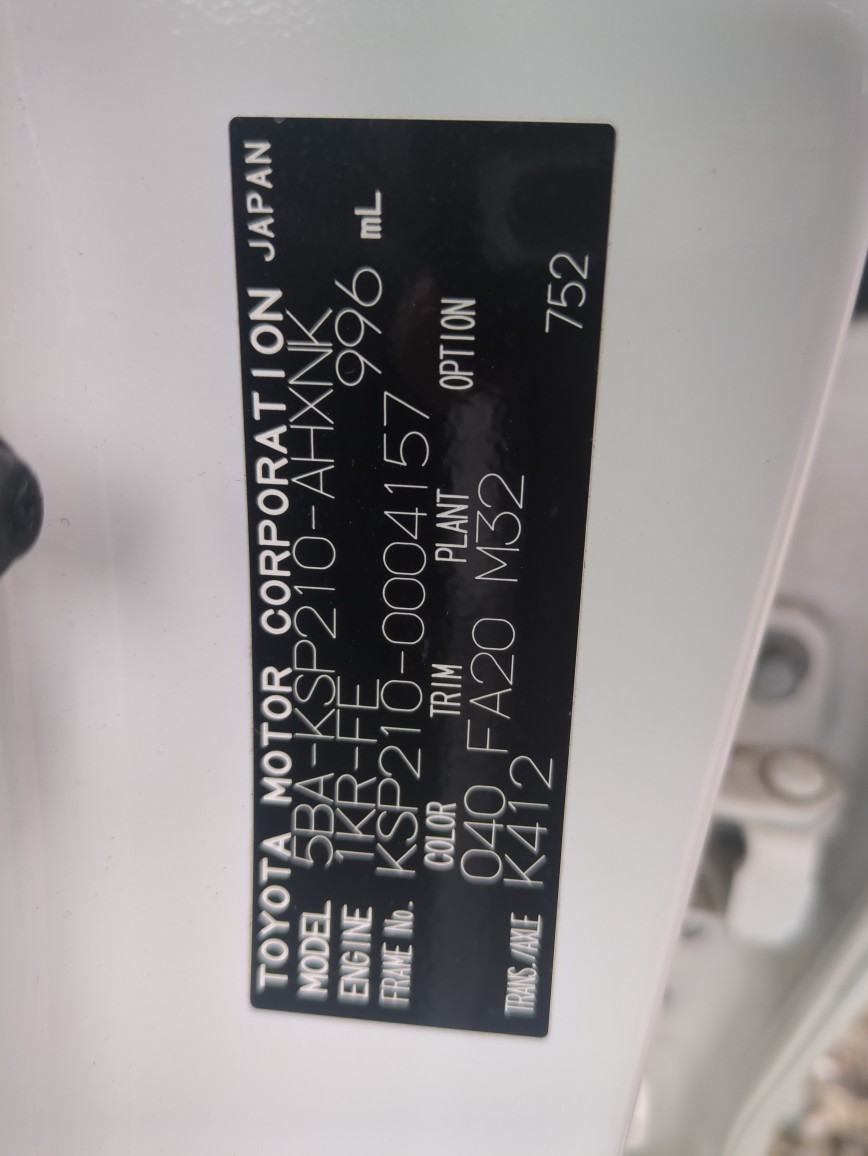 TOYOTA MOTOR CORPORATION JAPAN
MODEL 5BA-KSP210-AHXNK
ENGINE 1KR-FE 996 mL
FRAME No. KSP210-0004157
COLOR TRIM PLANT OPTION
040 FA20 M32
TRANS./AXLE K412 752